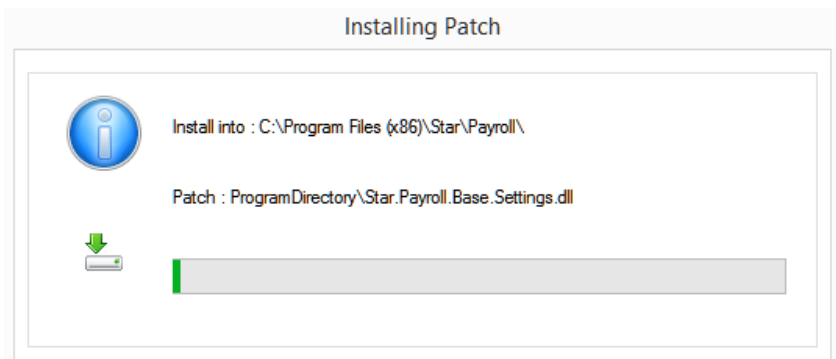 Installing Patch
Install into : C:\Program Files (x86)\Star\Payroll\
Patch : ProgramDirectory\Star.Payroll.Base.Settings.dll